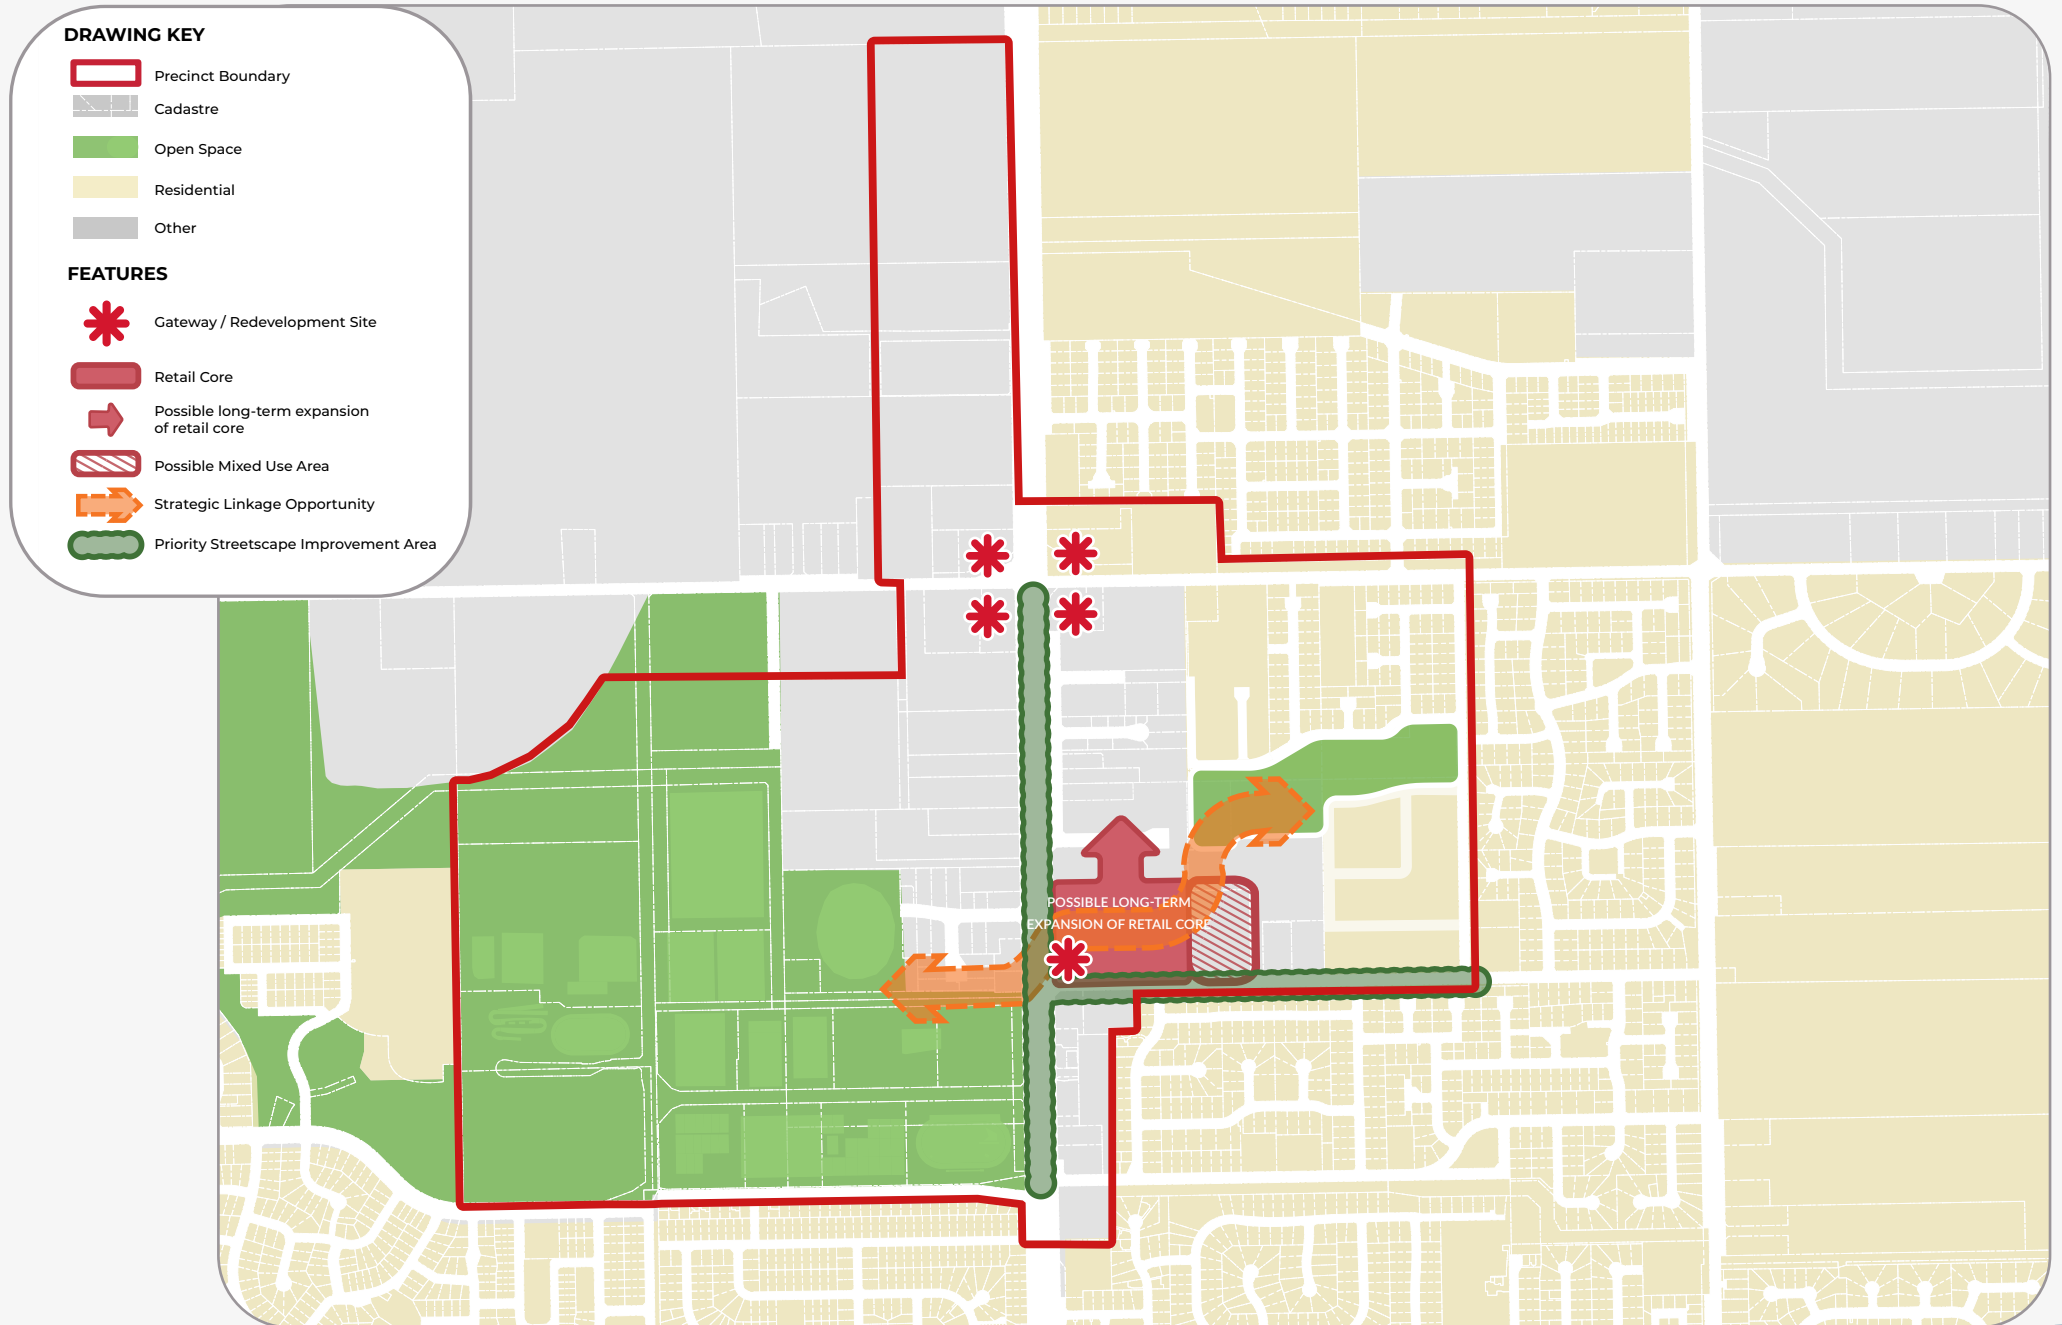 DRAWING KEY
Precinct Boundary
Cadastre
Open Space
Residential
Other
FEATURES
Gateway / Redevelopment Site
Retail Core
Possible long-term expansion
of retail core
Possible Mixed Use Area
Strategic Linkage Opportunity
Priority Streetscape Improvement Area
POSSIBLE LONG-TERM
EXPANSION OF RETAIL CORE